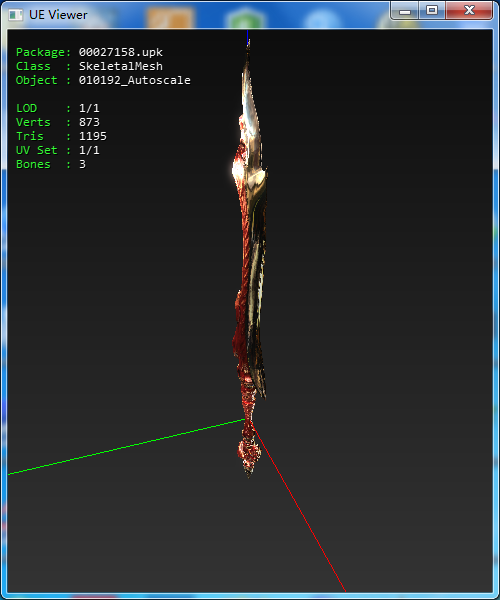 UE Viewer
Package: 00027158.upk
Class : SkeletalMesh
Object : 010192_Autoscale
LOD : 1/1
Verts : 873
Tris : 1195
UV Set : 1/1
Bones : 3